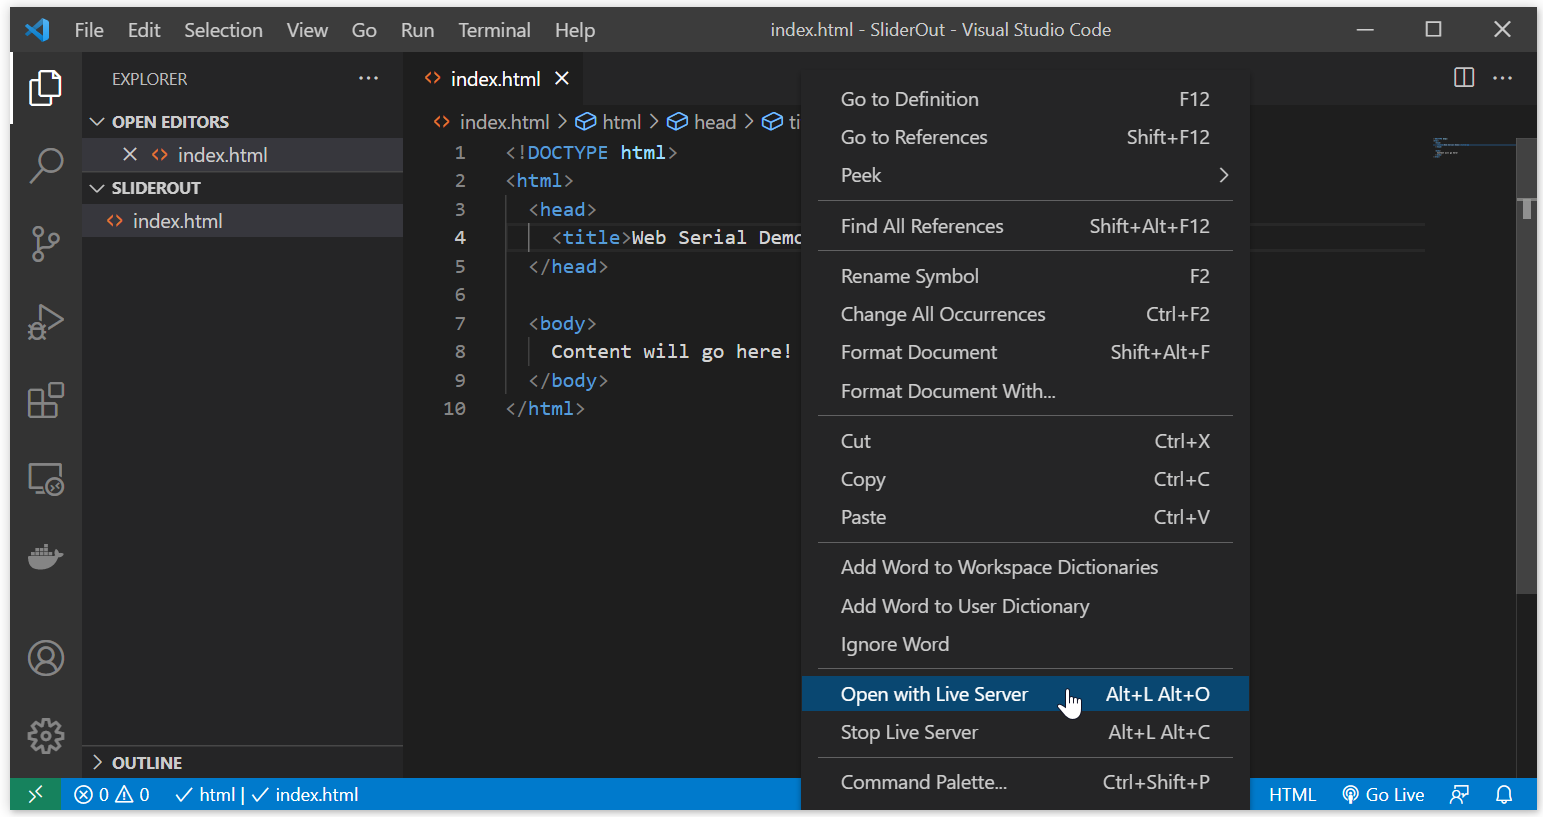 File Edit Selection View Go Run Terminal Help index.html - SliderOut - Visual Studio Code
EXPLORER
OPEN EDITORS
index.html
SLIDEROUT
index.html
OUTLINE
index.html
index.html > html > head > ti
1 <!DOCTYPE html>
2 <html>
3 <head>
4 <title>Web Serial Demo
5 </head>
6
7 <body>
8 Content will go here!
9 </body>
10 </html>
Go to Definition F12
Go to References Shift+F12
Peek
Find All References Shift+Alt+F12
Rename Symbol F2
Change All Occurrences Ctrl+F2
Format Document Shift+Alt+F
Format Document With...
Cut Ctrl+X
Copy Ctrl+C
Paste Ctrl+V
Add Word to Workspace Dictionaries
Add Word to User Dictionary
Ignore Word
Open with Live Server Alt+L Alt+O
Stop Live Server Alt+L Alt+C
Command Palette... Ctrl+Shift+P
0 0 html | index.html HTML Go Live